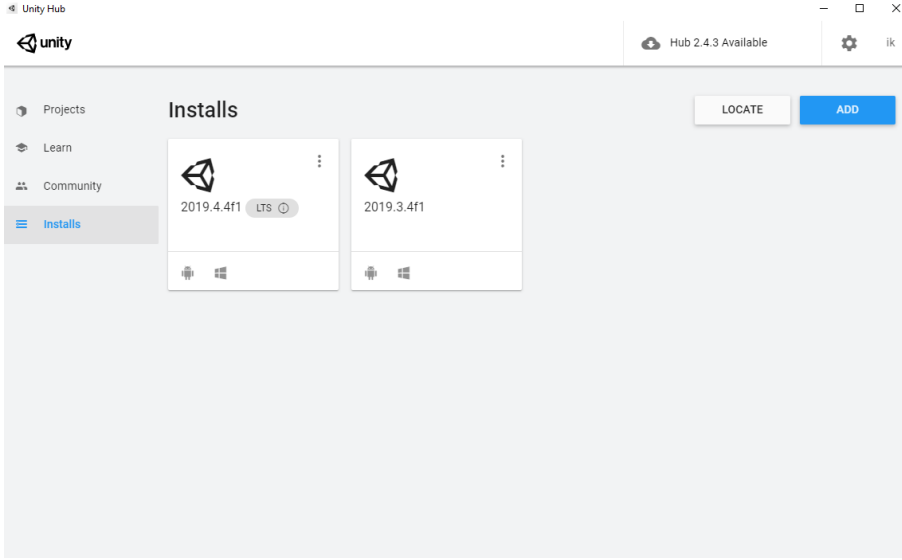 Unity Hub
unity
Hub 2.4.3 Available
ik
Projects
Learn
Community
Installs
Installs
LOCATE
ADD
2019.4.4f1 LTS
2019.3.4f1